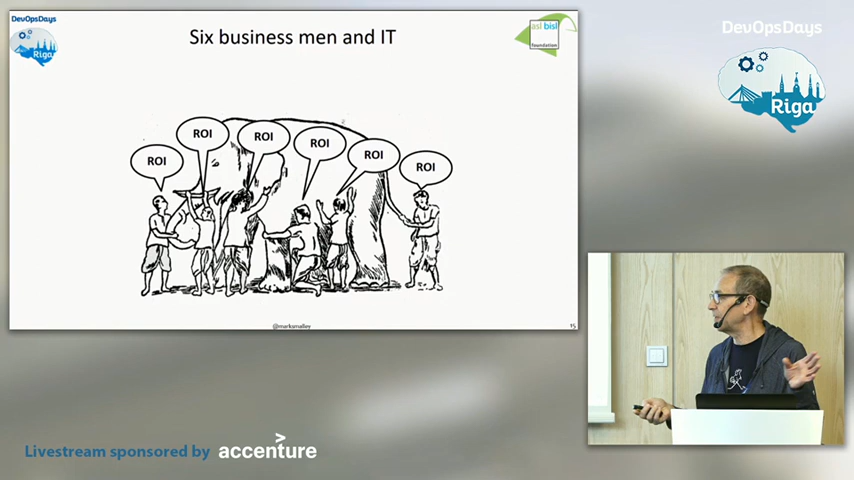 DevOpsDays
Riga
Six business men and IT
asl bisl
foundation
ROI
ROI
ROI
ROI
ROI
ROI
@marksmalley
15
DevOpsDays
Riga
Livestream sponsored by accenture